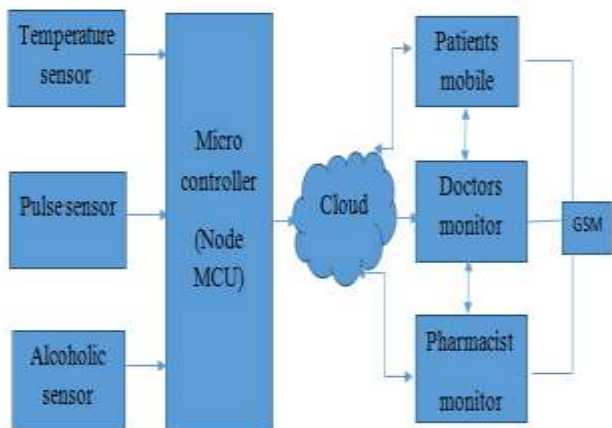 Temperature
sensor
Pulse sensor
Alcoholic
sensor
Micro
controller
(Node
MCU)
Cloud
Patients
mobile
Doctors
monitor
Pharmacist
monitor
GSM